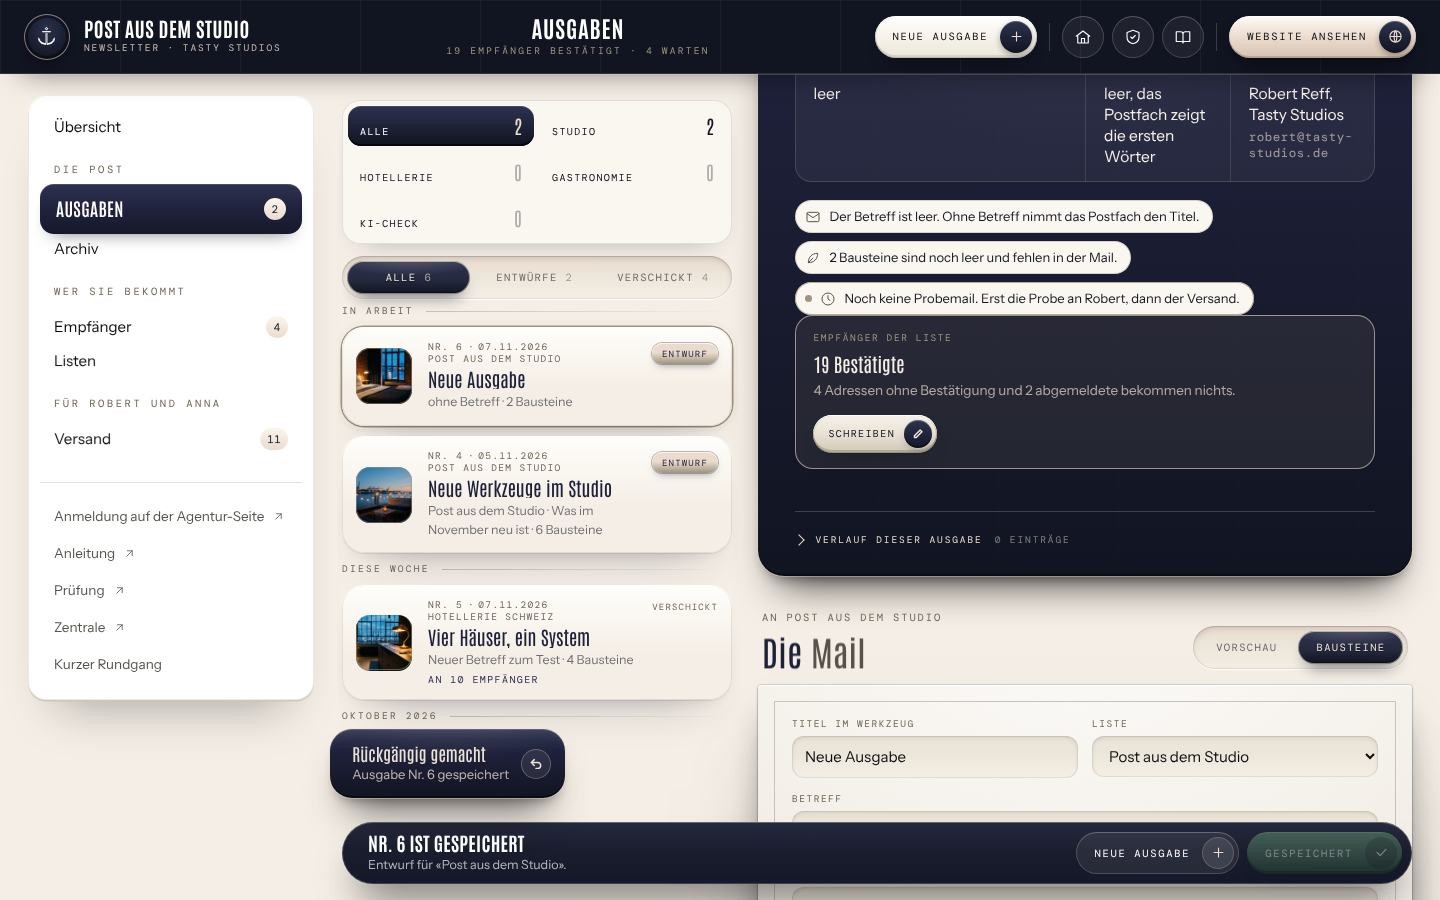 POST AUS DEM STUDIO
NEWSLETTER · TASTY STUDIOS
AUSGABEN
19 EMPFÄNGER BESTÄTIGT · 4 WARTEN
NEUE AUSGABE
WEBSITE ANSEHEN
Übersicht
DIE POST
AUSGABEN 2
Archiv
WER SIE BEKOMMT
Empfänger 4
Listen
FÜR ROBERT UND ANNA
Versand 11
Anmeldung auf der Agentur-Seite
Anleitung
Prüfung
Zentrale
Kurzer Rundgang
ALLE 2
STUDIO 2
HOTELLERIE 0
GASTRONOMIE 0
KI-CHECK 0
ALLE 6
ENTWÜRFE 2
VERSCHICKT 4
IN ARBEIT
NR. 6 · 07.11.2026
POST AUS DEM STUDIO
ENTWURF
Neue Ausgabe
ohne Betreff · 2 Bausteine
NR. 4 · 05.11.2026
POST AUS DEM STUDIO
ENTWURF
Neue Werkzeuge im Studio
Post aus dem Studio · Was im
November neu ist · 6 Bausteine
DIESE WOCHE
NR. 5 · 07.11.2026
HOTELLERIE SCHWEIZ
VERSCHICKT
Vier Häuser, ein System
Neuer Betreff zum Test · 4 Bausteine
AN 10 EMPFÄNGER
OKTOBER 2026
Rückgängig gemacht
Ausgabe Nr. 6 gespeichert
leer
leer, das
Postfach zeigt
die ersten
Wörter
Robert Reff,
Tasty Studios
robert@tasty-
studios.de
Der Betreff ist leer. Ohne Betreff nimmt das Postfach den Titel.
2 Bausteine sind noch leer und fehlen in der Mail.
Noch keine Probemail. Erst die Probe an Robert, dann der Versand.
EMPFÄNGER DER LISTE
19 Bestätigte
4 Adressen ohne Bestätigung und 2 abgemeldete bekommen nichts.
SCHREIBEN
VERLAUF DIESER AUSGABE 0 EINTRÄGE
AN POST AUS DEM STUDIO
Die Mail
VORSCHAU
BAUSTEINE
TITEL IM WERKZEUG
Neue Ausgabe
LISTE
Post aus dem Studio
BETREFF
NR. 6 IST GESPEICHERT
Entwurf für «Post aus dem Studio».
NEUE AUSGABE
GESPEICHERT